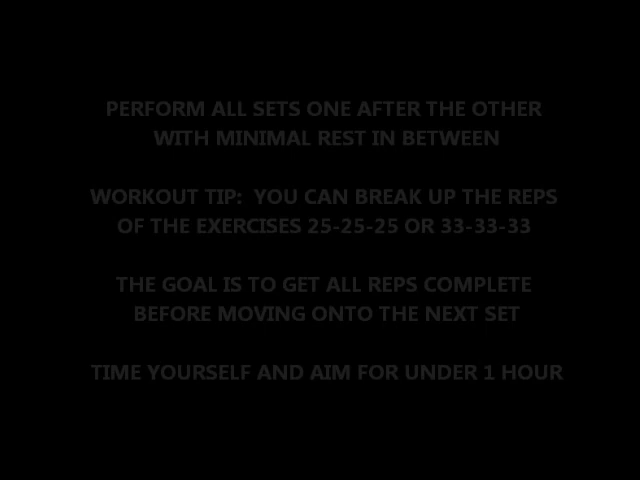 PERFORM ALL SETS ONE AFTER THE OTHER
WITH MINIMAL REST IN BETWEEN
WORKOUT TIP:  YOU CAN BREAK UP THE REPS
OF THE EXERCISES 25-25-25 OR 33-33-33
THE GOAL IS TO GET ALL REPS COMPLETE
BEFORE MOVING ONTO THE NEXT SET
TIME YOURSELF AND AIM FOR UNDER 1 HOUR